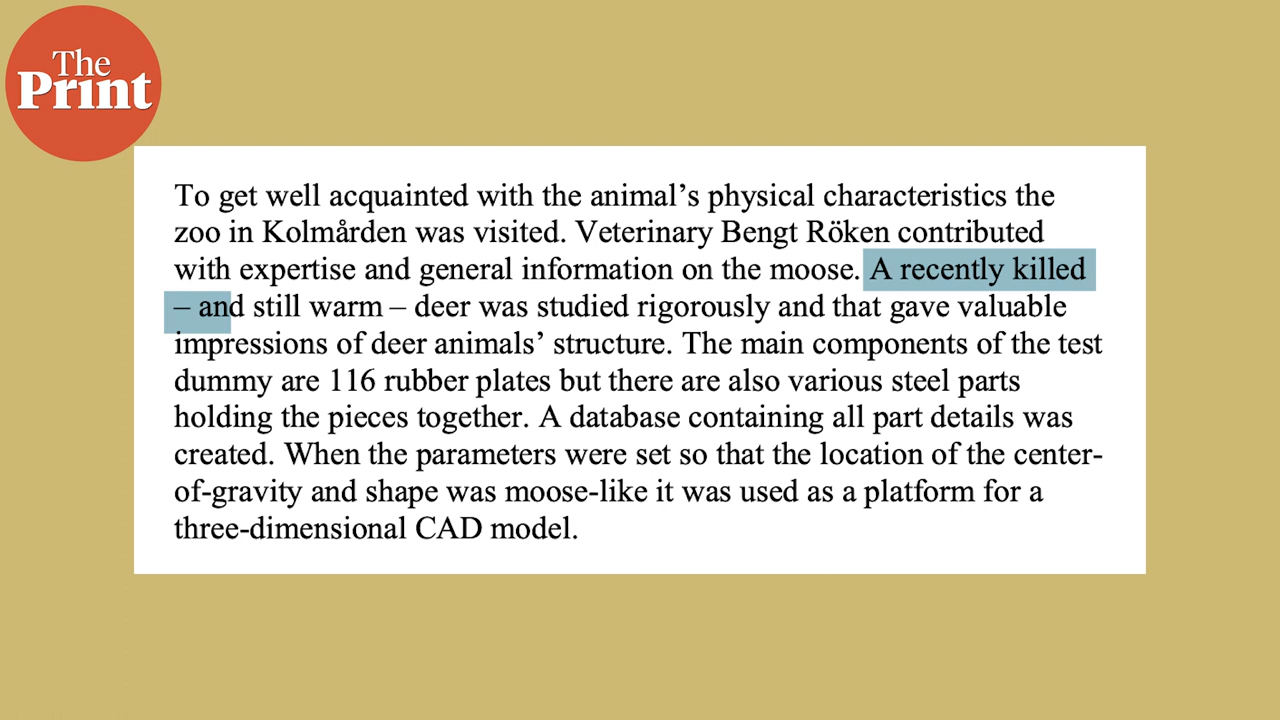 The
Print
To get well acquainted with the animal’s physical characteristics the
zoo in Kolmården was visited. Veterinary Bengt Röken contributed
with expertise and general information on the moose. A recently killed
– and still warm – deer was studied rigorously and that gave valuable
impressions of deer animals’ structure. The main components of the test
dummy are 116 rubber plates but there are also various steel parts
holding the pieces together. A database containing all part details was
created. When the parameters were set so that the location of the center-
of-gravity and shape was moose-like it was used as a platform for a
three-dimensional CAD model.